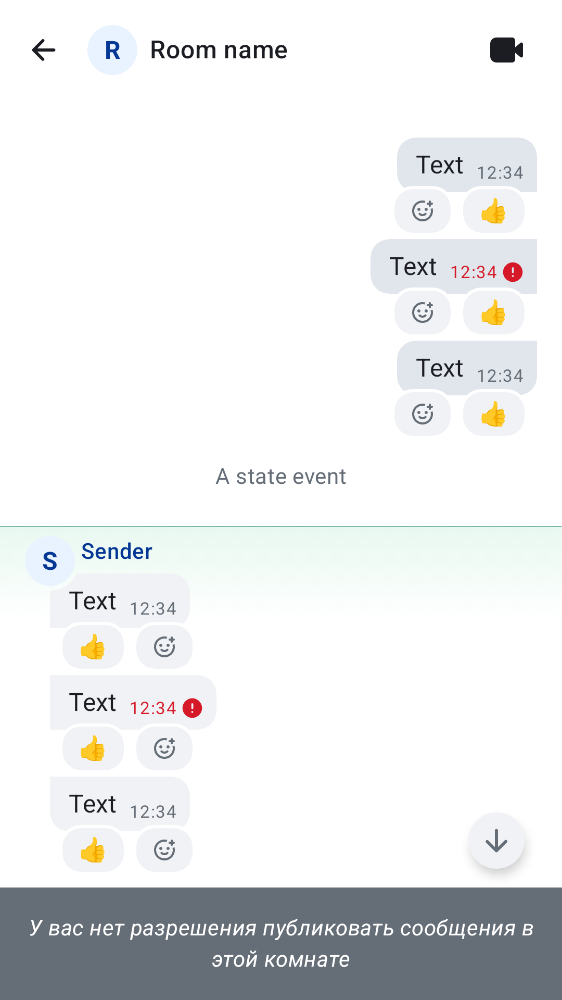 R Room name
Text 12:34
👍
Text 12:34
👍
Text 12:34
👍
A state event
S Sender
Text 12:34
👍
Text 12:34
👍
Text 12:34
👍
У вас нет разрешения публиковать сообщения в
этой комнате